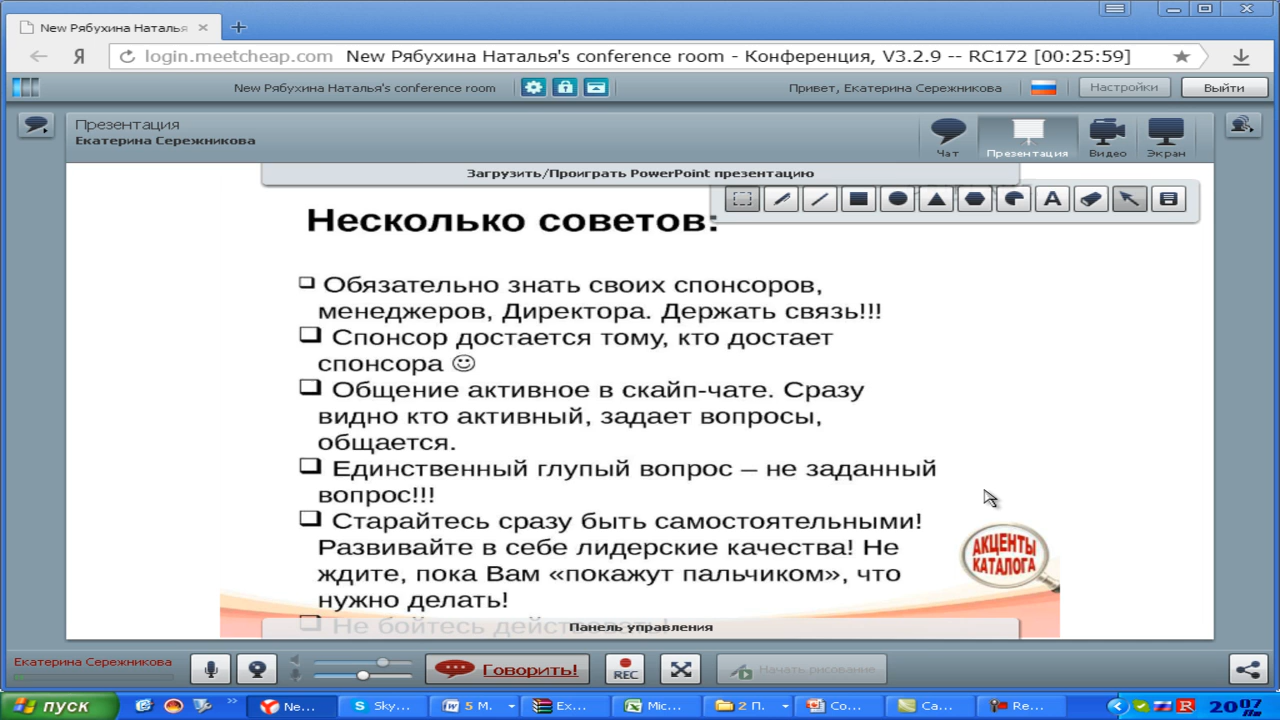 New Рябухина Наталья
login.meetcheap.com New Рябухина Наталья's conference room - Конференция, V3.2.9 -- RC172 [00:25:59]
New Рябухина Наталья's conference room
Привет, Екатерина Сережникова
Настройки
Выйти
Презентация
Екатерина Сережникова
Чат
Презентация
Видео
Экран
Загрузить/Проиграть PowerPoint презентацию
Несколько советов:
Обязательно знать своих спонсоров,
менеджеров, Директора. Держать связь!!!
Спонсор достается тому, кто достает
спонсора ☺
Общение активное в скайп-чате. Сразу
видно кто активный, задает вопросы,
общается.
Единственный глупый вопрос – не заданный
вопрос!!!
Старайтесь сразу быть самостоятельными!
Развивайте в себе лидерские качества! Не
ждите, пока Вам «покажут пальчиком», что
нужно делать!
Не бойтесь
АКЦЕНТЫ
КАТАЛОГА
Панель управления
Екатерина Сережникова
Говорить!
REC
Начать рисование
пуск
Ne...
Sky...
5 M.
Ex...
Mic...
2 П.
Co...
Ca...
Re...